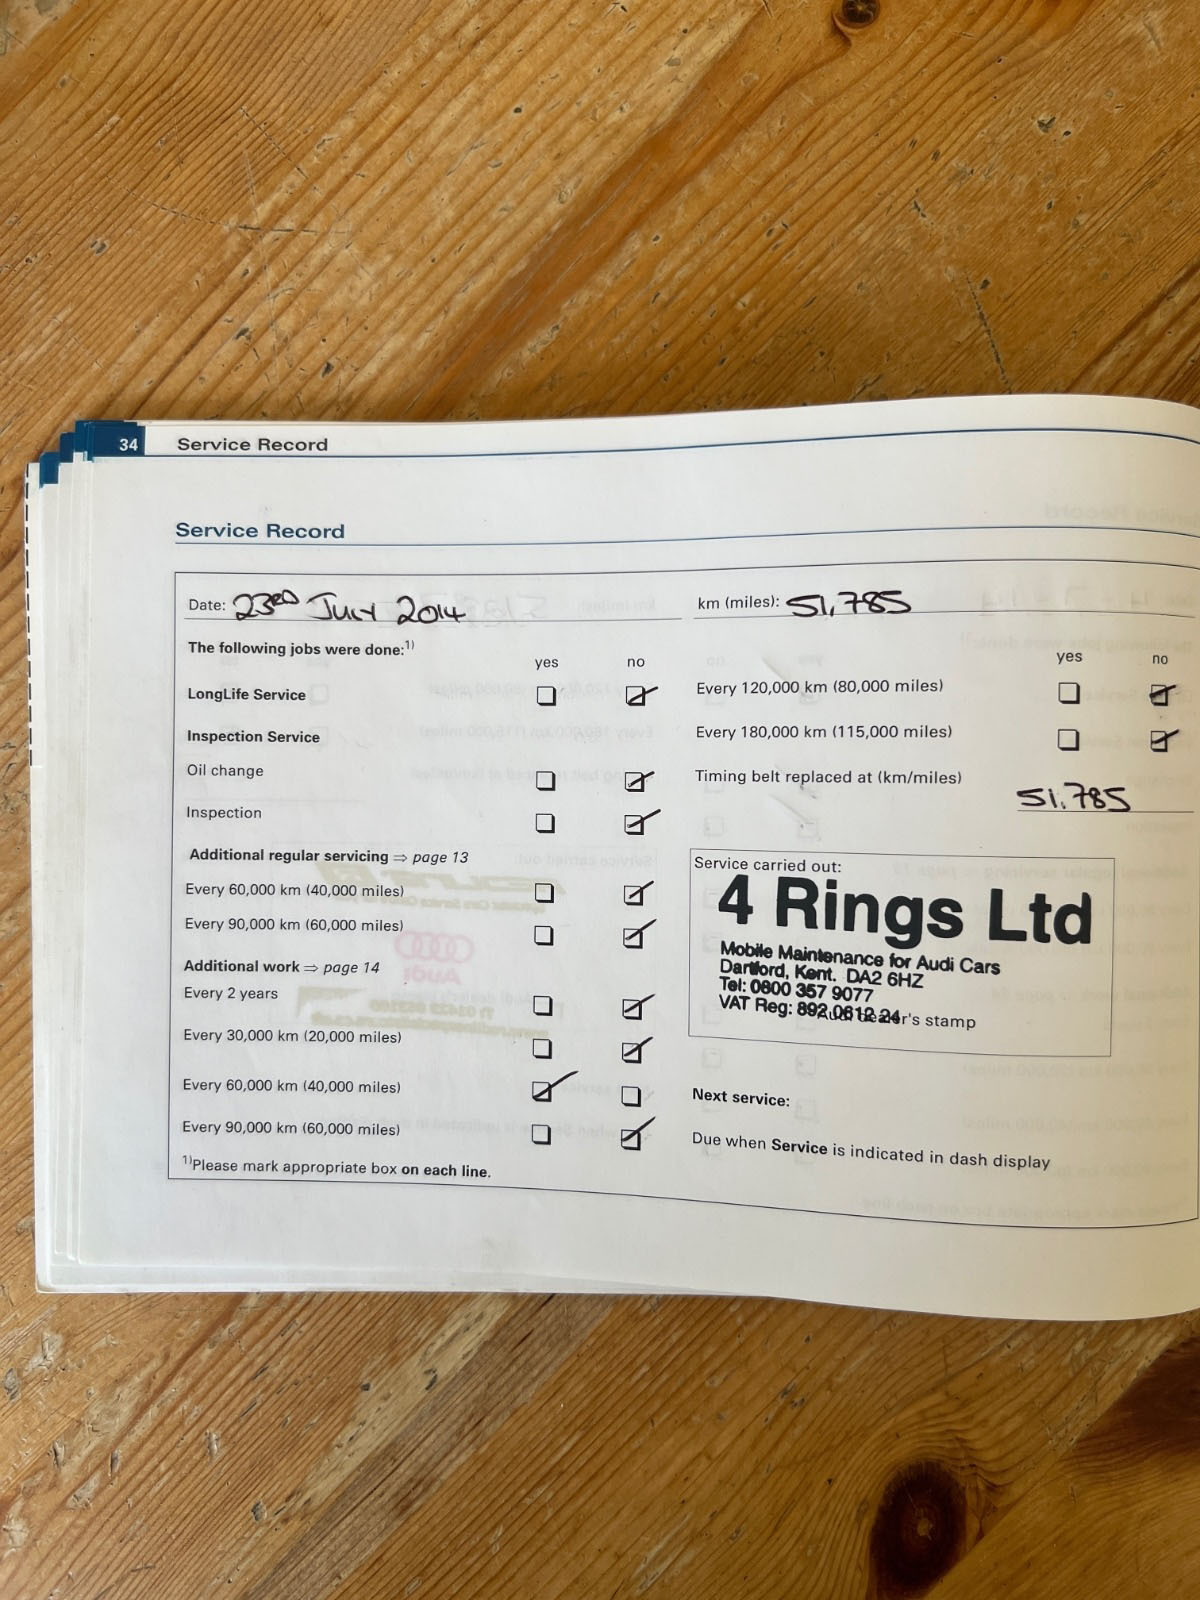 34 Service Record
Service Record
Date: 23RD JULY 2014 km (miles): 51,785
The following jobs were done:1)
yes no yes no
LongLife Service
Every 120,000 km (80,000 miles)
Inspection Service
Every 180,000 km (115,000 miles)
Oil change
Timing belt replaced at (km/miles)
51.785
Inspection
Additional regular servicing ⇒ page 13
Every 60,000 km (40,000 miles)
Every 90,000 km (60,000 miles)
Additional work ⇒ page 14
Every 2 years
Every 30,000 km (20,000 miles)
Every 60,000 km (40,000 miles)
Every 90,000 km (60,000 miles)
1)Please mark appropriate box on each line.
Service carried out:
4 Rings Ltd
Mobile Maintenance for Audi Cars
Dartford, Kent. DA2 6HZ
Tel: 0800 357 9077
VAT Reg: 892 0612 24
Audi dealer's stamp
Next service:
Due when Service is indicated in dash display